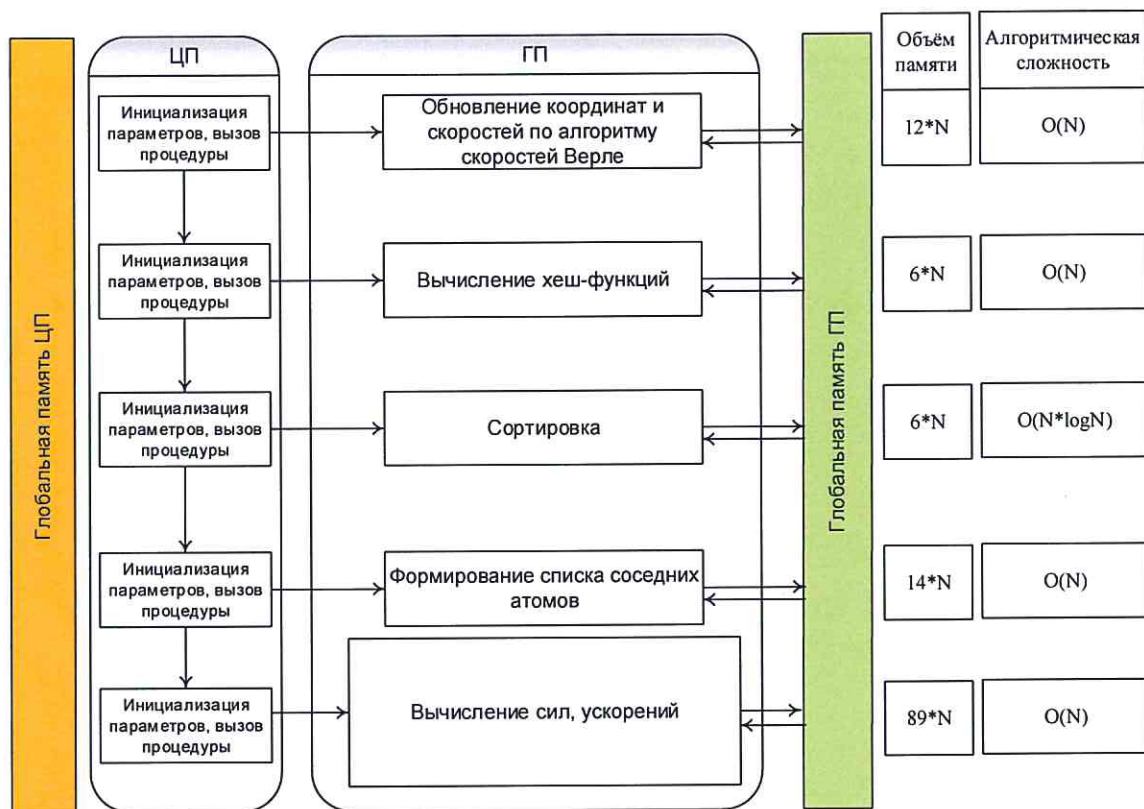 Глобальная память ЦП
ЦП
ГП
Глобальная память ГП
Объём
памяти
Алгоритмическая
сложность
Инициализация
параметров, вызов
процедуры
Обновление координат и
скоростей по алгоритму
скоростей Верле
12*N
O(N)
Инициализация
параметров, вызов
процедуры
Вычисление хеш-функций
6*N
O(N)
Инициализация
параметров, вызов
процедуры
Сортировка
6*N
O(N*logN)
Инициализация
параметров, вызов
процедуры
Формирование списка соседних
атомов
14*N
O(N)
Инициализация
параметров, вызов
процедуры
Вычисление сил, ускорений
89*N
O(N)